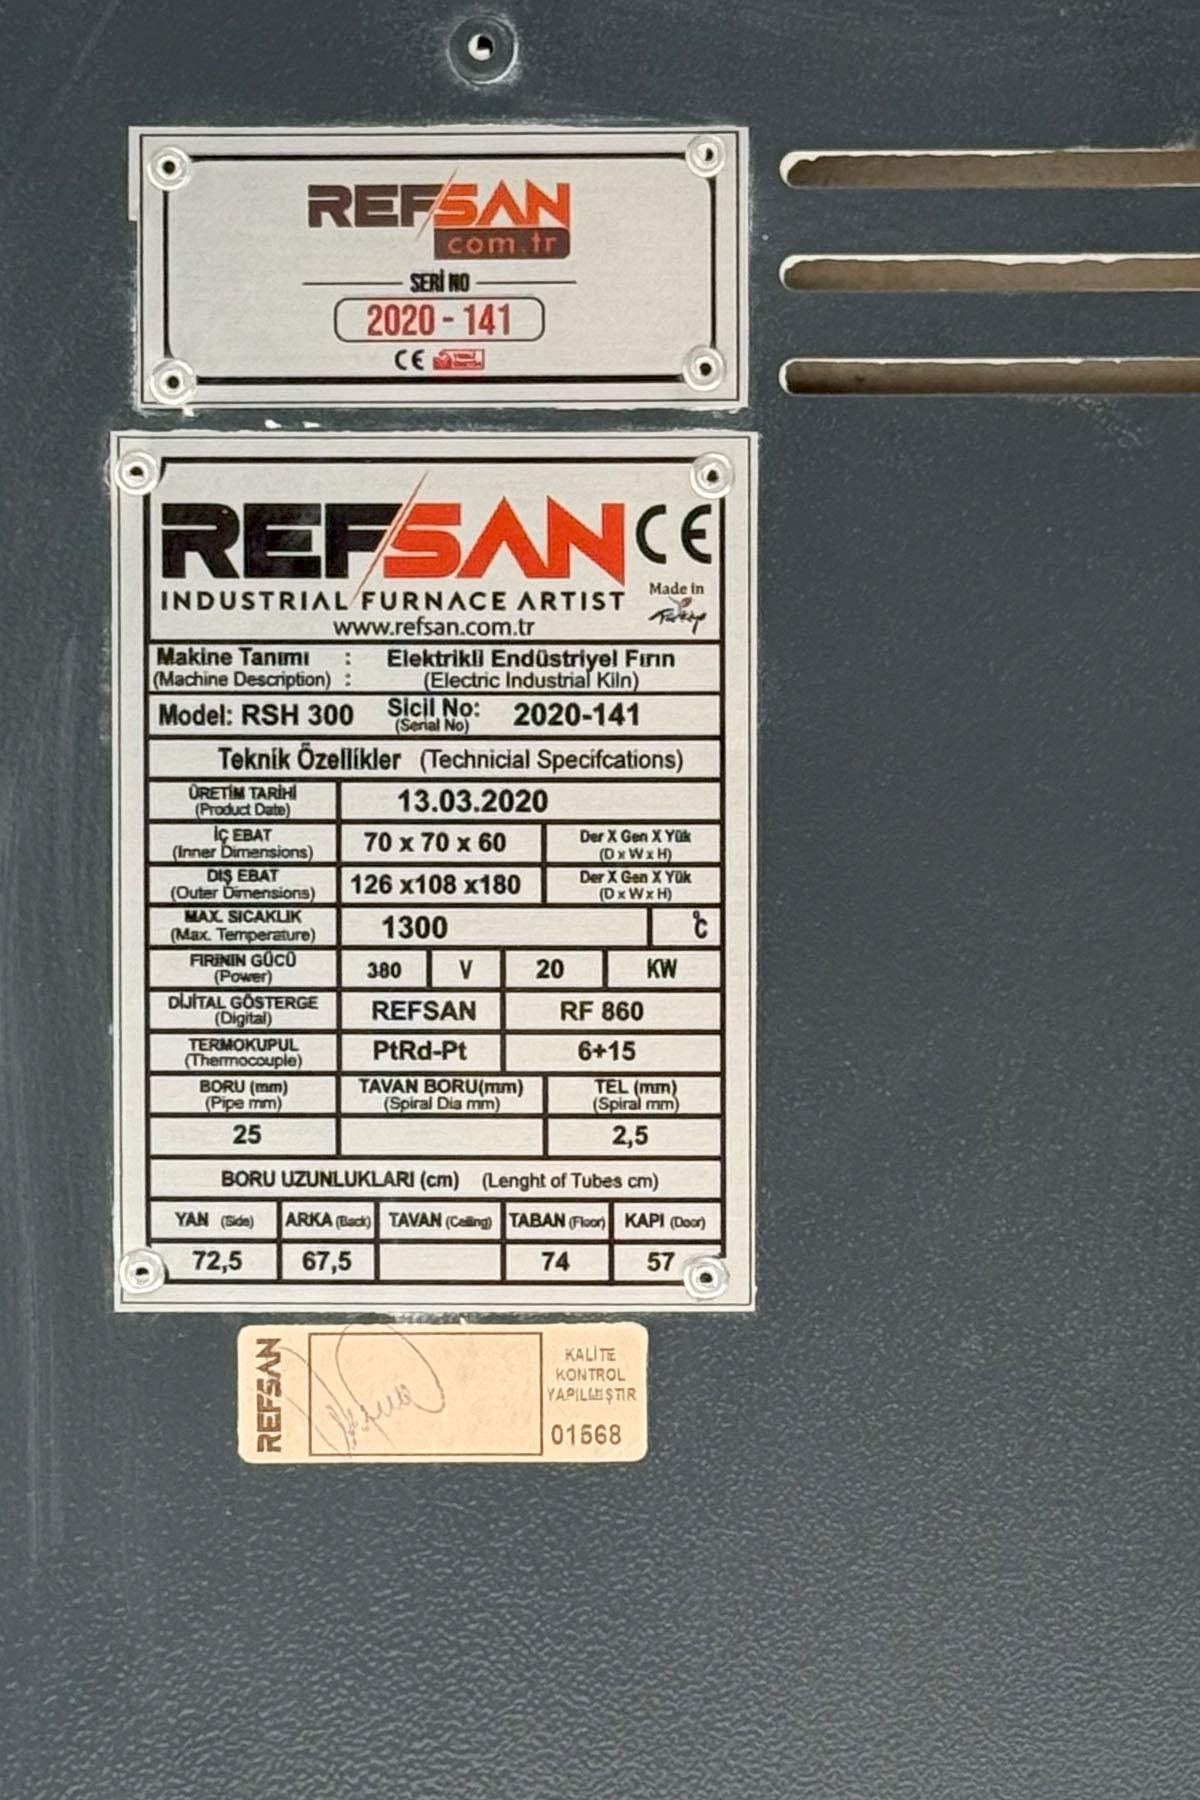 REFSAN
com.tr
SERİ NO
2020 - 141
CE
REFSAN CE
INDUSTRIAL FURNACE ARTIST
Made in
Türkiye
www.refsan.com.tr
Makine Tanımı : Elektrikli Endüstriyel Fırın
(Machine Description) : (Electric Industrial Kiln)
Model: RSH 300 Sicil No: 2020-141
(Serial No)
Teknik Özellikler (Technicial Specifcations)
ÜRETİM TARİHİ 13.03.2020
(Product Date)
İÇ EBAT 70 x 70 x 60 Der X Gen X Yük
(Inner Dimensions) (D x W x H)
DIŞ EBAT 126 x108 x180 Der X Gen X Yük
(Outer Dimensions) (D x W x H)
MAX. SICAKLIK 1300 °C
(Max. Temperature)
FIRININ GÜCÜ 380 V 20 KW
(Power)
DİJİTAL GÖSTERGE REFSAN RF 860
(Digital)
TERMOKUPUL PtRd-Pt 6+15
(Thermocouple)
BORU (mm) TAVAN BORU(mm) TEL (mm)
(Pipe mm) (Spiral Dia mm) (Spiral mm)
25 2,5
BORU UZUNLUKLARI (cm) (Lenght of Tubes cm)
YAN (Side) ARKA (Back) TAVAN (Ceiling) TABAN (Floor) KAPI (Door)
72,5 67,5 74 57
REFSAN
KALİTE
KONTROL
YAPILMIŞTIR
01568